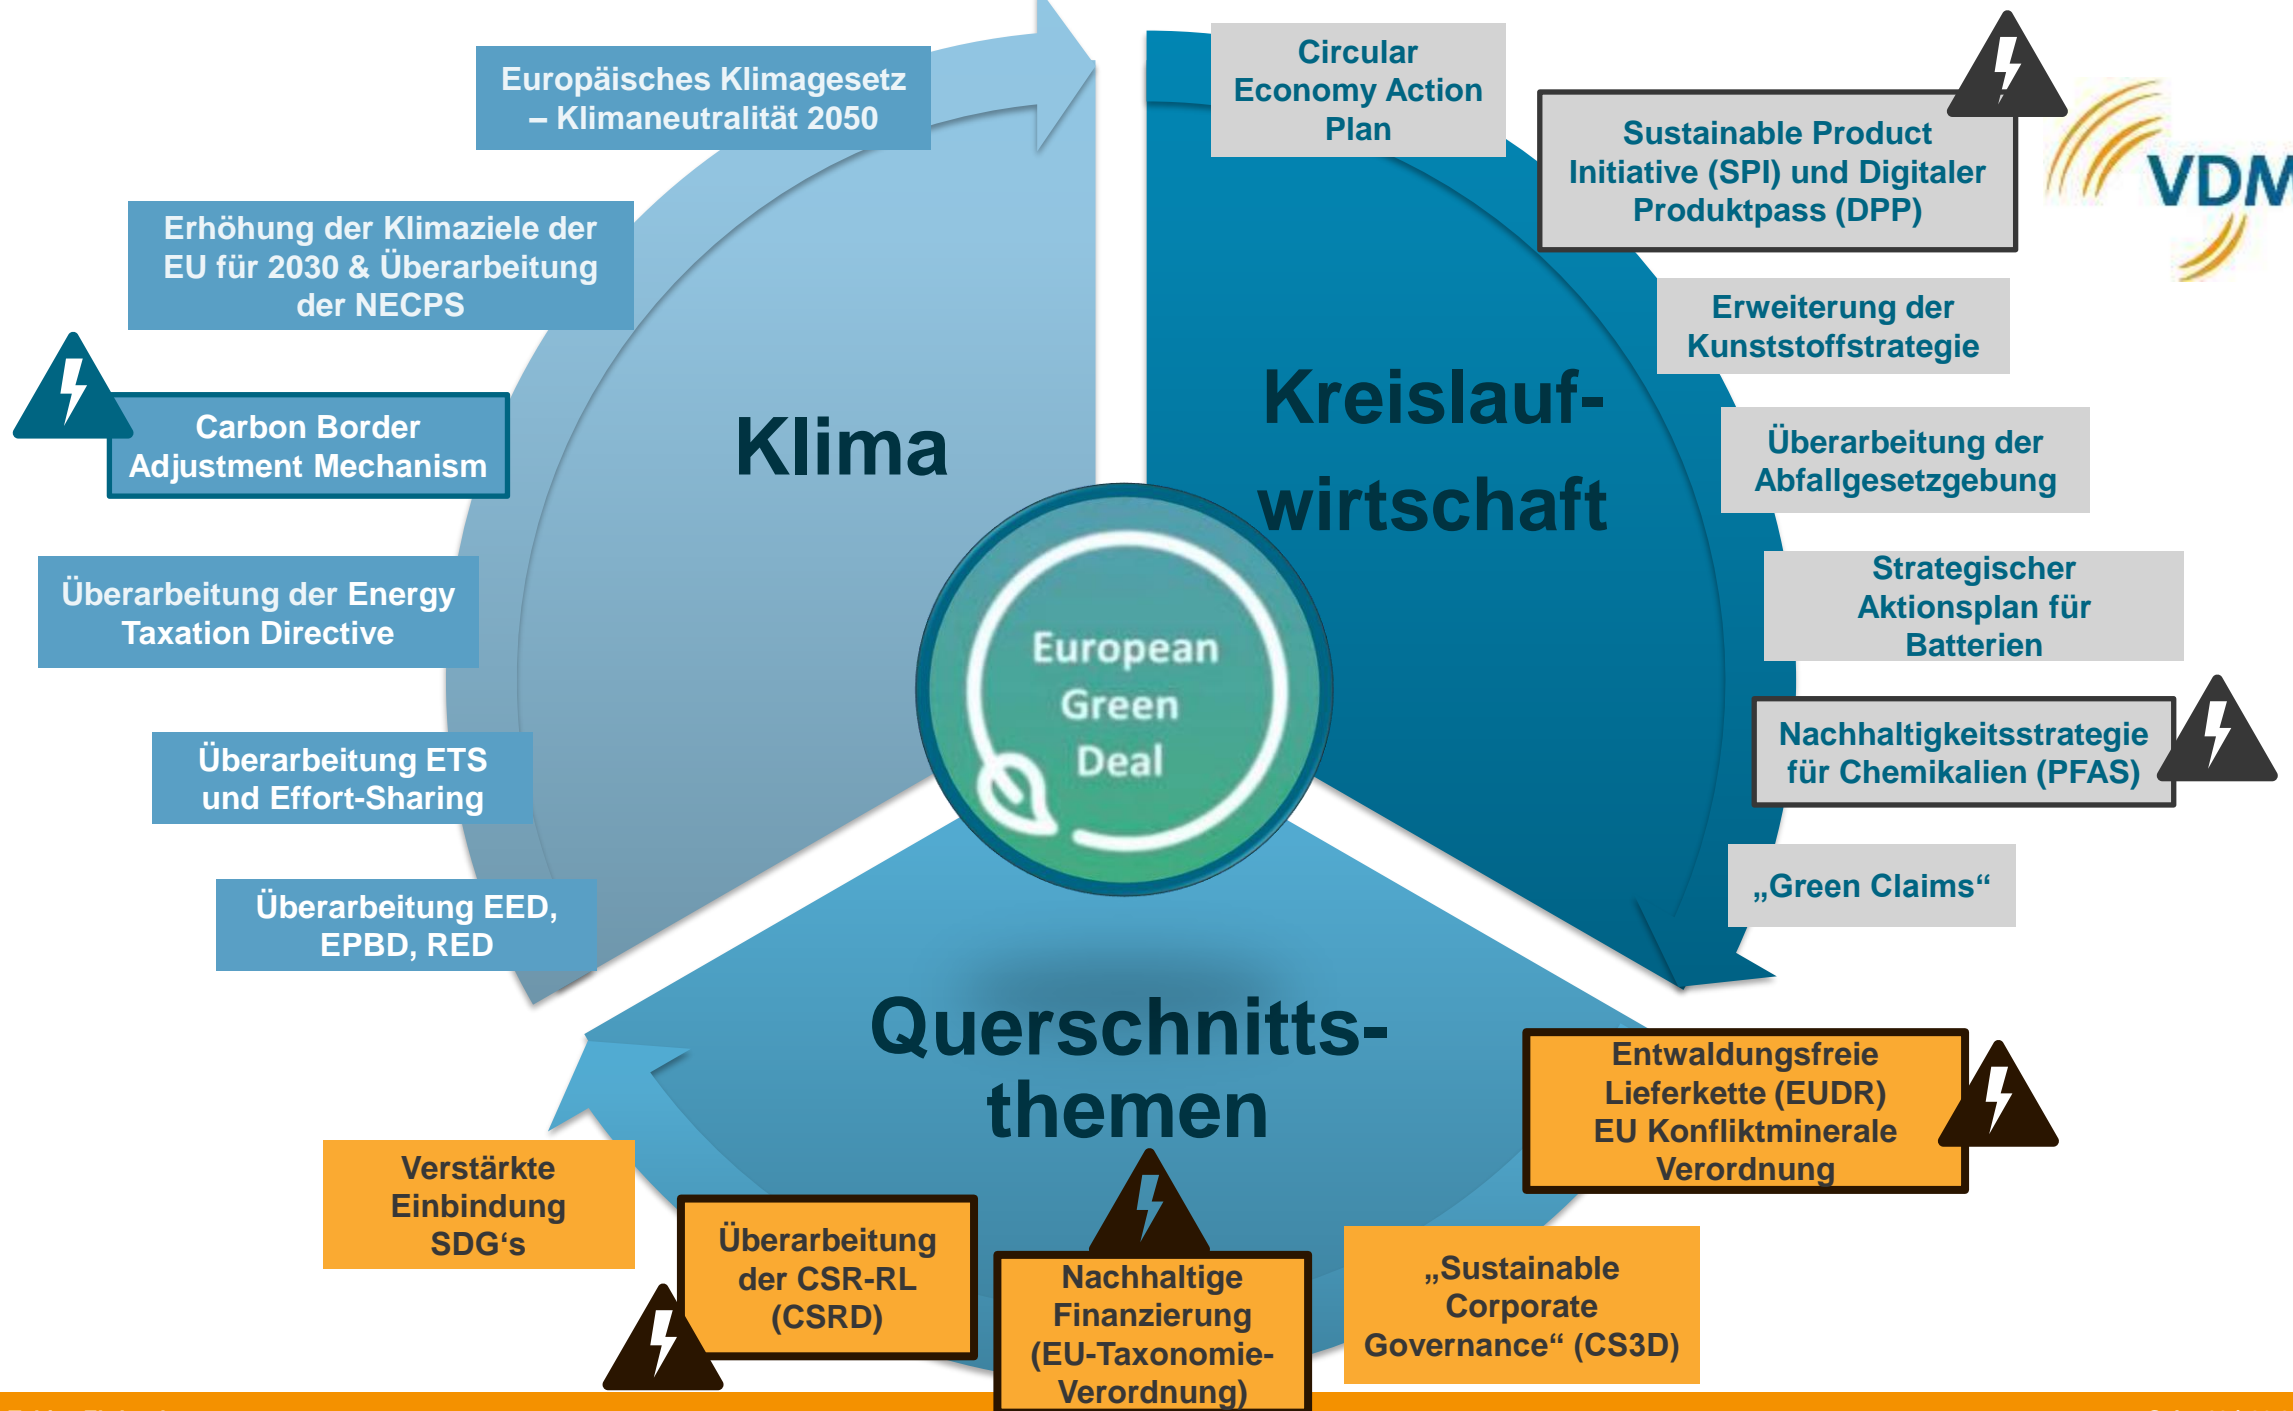 Europäisches Klimagesetz
– Klimaneutralität 2050
Erhöhung der Klimaziele der
EU für 2030 & Überarbeitung
der NECPS
Carbon Border
Adjustment Mechanism
Überarbeitung der Energy
Taxation Directive
Überarbeitung ETS
und Effort-Sharing
Überarbeitung EED,
EPBD, RED
Klima
Circular
Economy Action
Plan
Sustainable Product
Initiative (SPI) und Digitaler
Produktpass (DPP)
VDM
Erweiterung der
Kunststoffstrategie
Überarbeitung der
Abfallgesetzgebung
Strategischer
Aktionsplan für
Batterien
Nachhaltigkeitsstrategie
für Chemikalien (PFAS)
„Green Claims“
Kreislauf-
wirtschaft
European
Green
Deal
Querschnitts-
themen
Entwaldungsfreie
Lieferkette (EUDR)
EU Konfliktminerale
Verordnung
„Sustainable
Corporate
Governance“ (CS3D)
Nachhaltige
Finanzierung
(EU-Taxonomie-
Verordnung)
Überarbeitung
der CSR-RL
(CSRD)
Verstärkte
Einbindung
SDG‘s